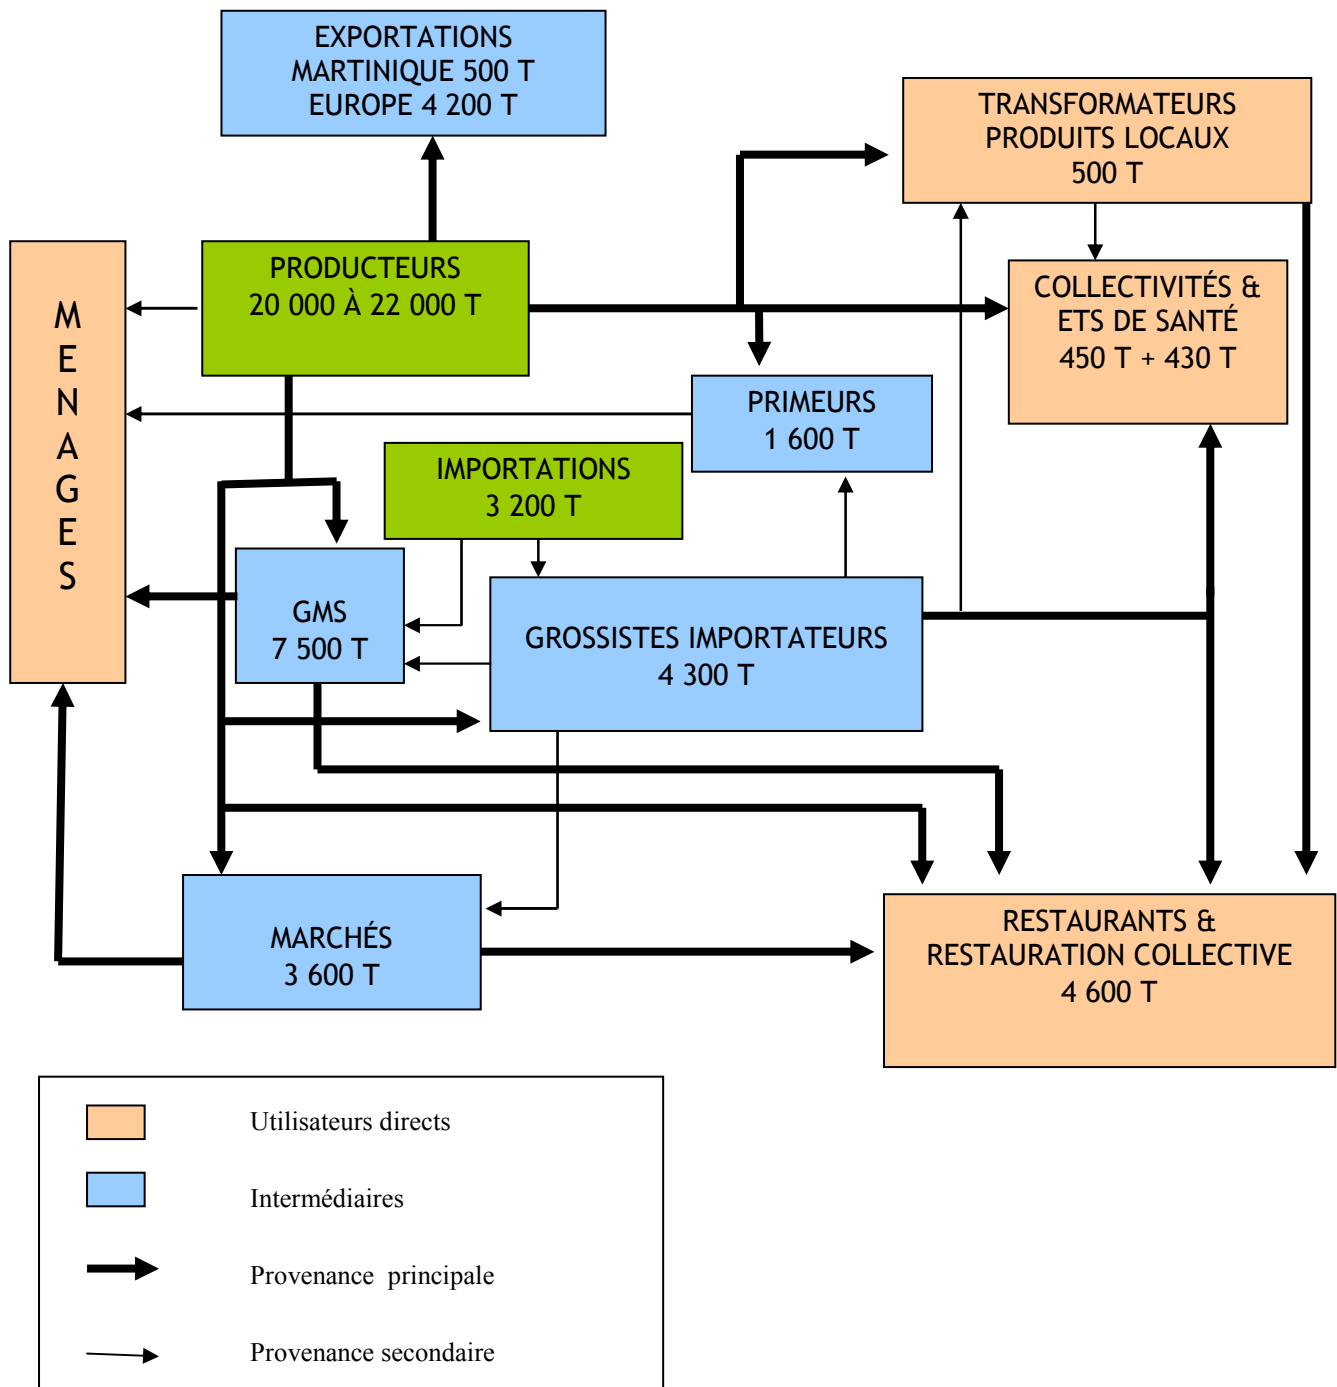 EXPORTATIONS
MARTINIQUE 500 T
EUROPE 4 200 T
TRANSFORMATEURS
PRODUITS LOCAUX
500 T
M
E
N
A
G
E
S
PRODUCTEURS
20 000 À 22 000 T
COLLECTIVITÉS &
ETS DE SANTÉ
450 T + 430 T
PRIMEURS
1 600 T
IMPORTATIONS
3 200 T
GMS
7 500 T
GROSSISTES IMPORTATEURS
4 300 T
MARCHÉS
3 600 T
RESTAURANTS &
RESTAURATION COLLECTIVE
4 600 T
Utilisateurs directs
Intermédiaires
Provenance principale
Provenance secondaire